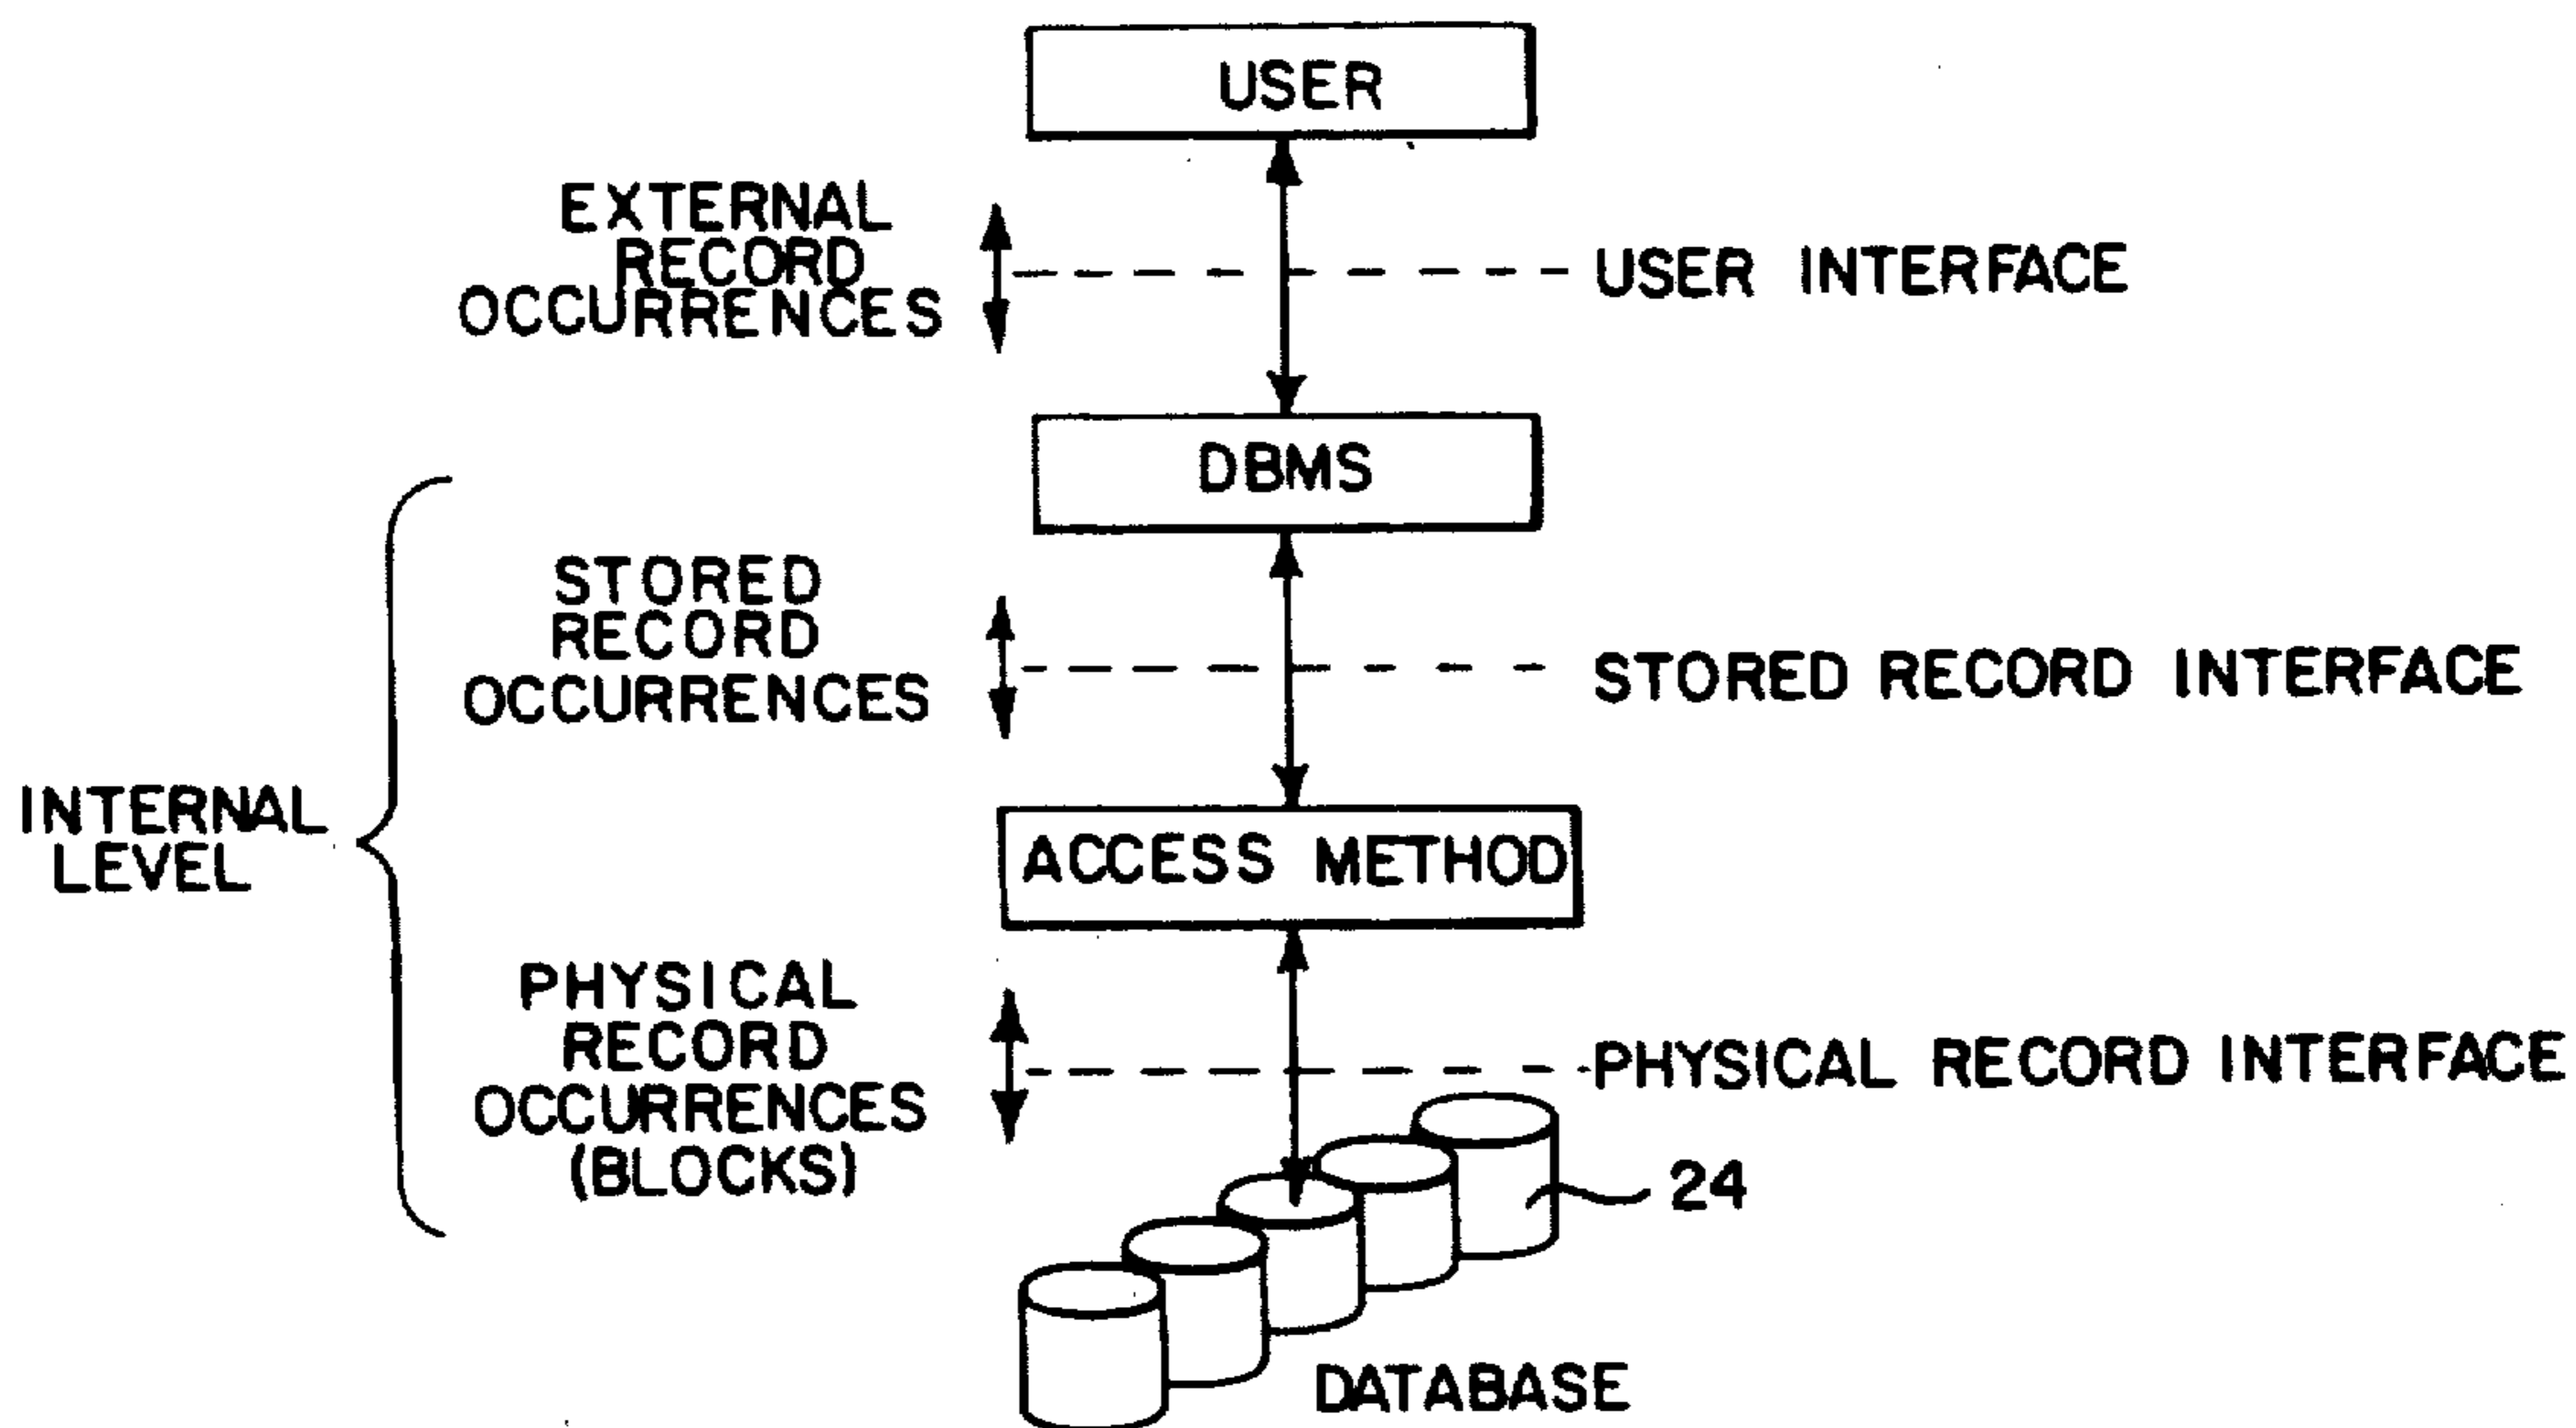 USER
EXTERNAL
RECORD
OCCURRENCES
USER INTERFACE
DBMS
STORED
RECORD
OCCURRENCES
STORED RECORD INTERFACE
INTERNAL
LEVEL
ACCESS METHOD
PHYSICAL
RECORD
OCCURRENCES
(BLOCKS)
PHYSICAL RECORD INTERFACE
24
DATABASE